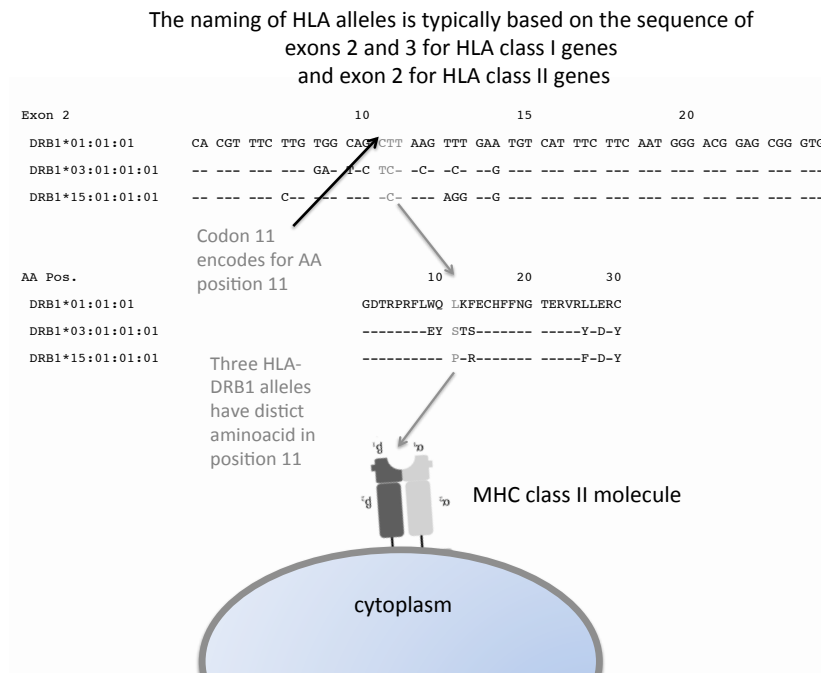 The naming of HLA alleles is typically based on the sequence of
exons 2 and 3 for HLA class I genes
and exon 2 for HLA class II genes
Exon 2 10 15 20
DRB1*01:01:01 CA CGT TTC TTG TGG CAG CTT AAG TTT GAA TGT CAT TTC TTC AAT GGG ACG GAG CGG GTG
DRB1*03:01:01:01 -- --- --- --- GA- T-C TC- -C- -C- --G --- --- --- --- --- --- --- --- --- ---
DRB1*15:01:01:01 -- --- --- C-- --- --- -C- --- AGG --G --- --- --- --- --- --- --- --- --- ---
Codon 11
encodes for AA
position 11
AA Pos. 10 20 30
DRB1*01:01:01 GDTRPRFLWQ LKFECHFFNG TERVRLLERC
DRB1*03:01:01:01 --------EY STS------- -----Y-D-Y
DRB1*15:01:01:01 ---------- P-R------- -----F-D-Y
Three HLA-
DRB1 alleles
have distict
aminoacid in
position 11
β1 α1
β2 α2
MHC class II molecule
cytoplasm